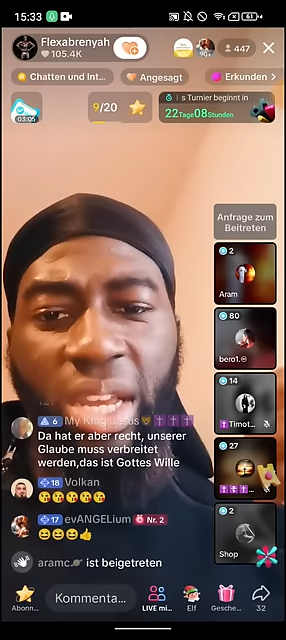 15:33
61
Flexabrenyah
105.4K
90+
447
Chatten und Int...
Angesagt
Erkunden
03:05
9/20
s Turnier beginnt in
22Tage08Stunden
Anfrage zum
Beitreten
2
Aram
80
bero1.
14
Timot...
27
2
Shop
6 My King Jesus
Da hat er aber recht, unserer
Glaube muss verbreitet
werden,das ist Gottes Wille
18 Volkan
17 evANGELium Nr. 2
aramc. ist beigetreten
Abonn...
Kommenta...
LIVE mi...
Elf
Gesche...
32